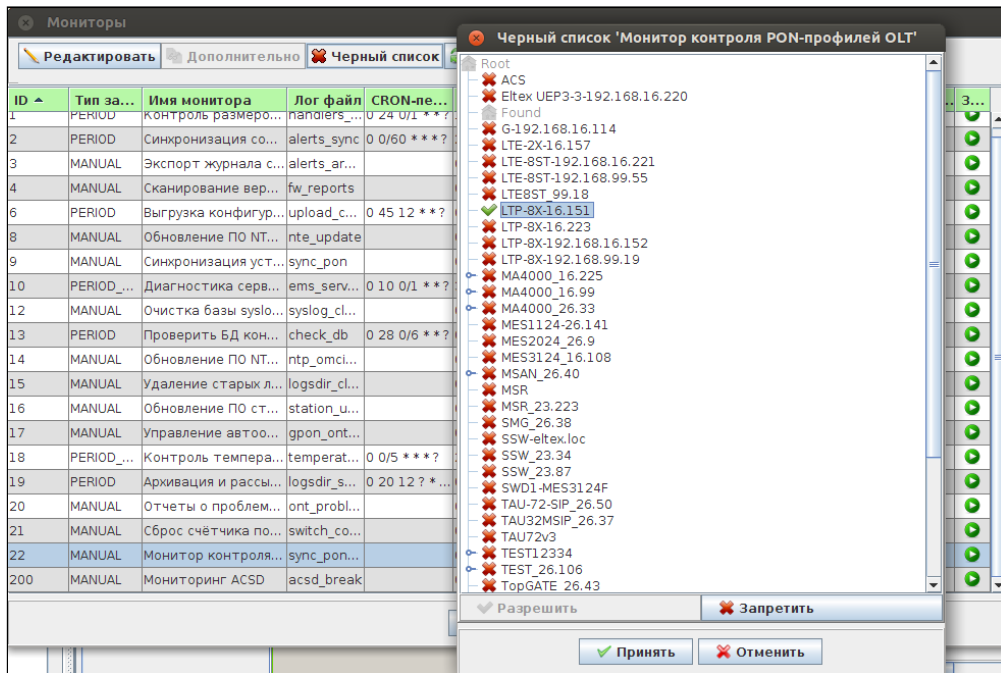 Мониторы
Редактировать Дополнительно Черный список
ID Тип за... Имя монитора Лог файл CRON-пе... З...
1 PERIOD Контроль размеро... handlers_... 0 24 0/1 * * ?
2 PERIOD Синхронизация со... alerts_sync 0 0/60 * * * ?
3 MANUAL Экспорт журнала с... alerts_ar...
4 MANUAL Сканирование вер... fw_reports
6 PERIOD Выгрузка конфигур... upload_c... 0 45 12 * * ?
8 MANUAL Обновление ПО NT... nte_update
9 MANUAL Синхронизация уст... sync_pon
10 PERIOD_... Диагностика серв... ems_serv... 0 10 0/1 * * ?
12 MANUAL Очистка базы syslo... syslog_cl...
13 PERIOD Проверить БД кон... check_db 0 28 0/6 * * ?
14 MANUAL Обновление ПО NT... ntp_omci...
15 MANUAL Удаление старых л... logsdir_cl...
16 MANUAL Обновление ПО ст... station_u...
17 MANUAL Управление автоо... gpon_ont...
18 PERIOD_... Контроль темпера... temperat... 0 0/5 * * * ?
19 PERIOD Архивация и рассы... logsdir_s... 0 20 12 ? * ...
20 MANUAL Отчеты о проблем... ont_probl...
21 MANUAL Сброс счётчика по... switch_co...
22 MANUAL Монитор контроля... sync_pon...
200 MANUAL Мониторинг ACSD acsd_break
Черный список 'Монитор контроля PON-профилей OLT'
Root
ACS
Eltex UEP3-3-192.168.16.220
Found
G-192.168.16.114
LTE-2X-16.157
LTE-8ST-192.168.16.221
LTE-8ST-192.168.99.55
LTE8ST_99.18
LTP-8X-16.151
LTP-8X-16.223
LTP-8X-192.168.16.152
LTP-8X-192.168.99.19
MA4000_16.225
MA4000_16.99
MA4000_26.33
MES1124-26.141
MES2024_26.9
MES3124_16.108
MSAN_26.40
MSR
MSR_23.223
SMG_26.38
SSW-eltex.loc
SSW_23.34
SSW_23.87
SWD1-MES3124F
TAU-72-SIP_26.50
TAU32MSIP_26.37
TAU72v3
TEST12334
TEST_26.106
TopGATE_26.43
Разрешить Запретить
Принять Отменить